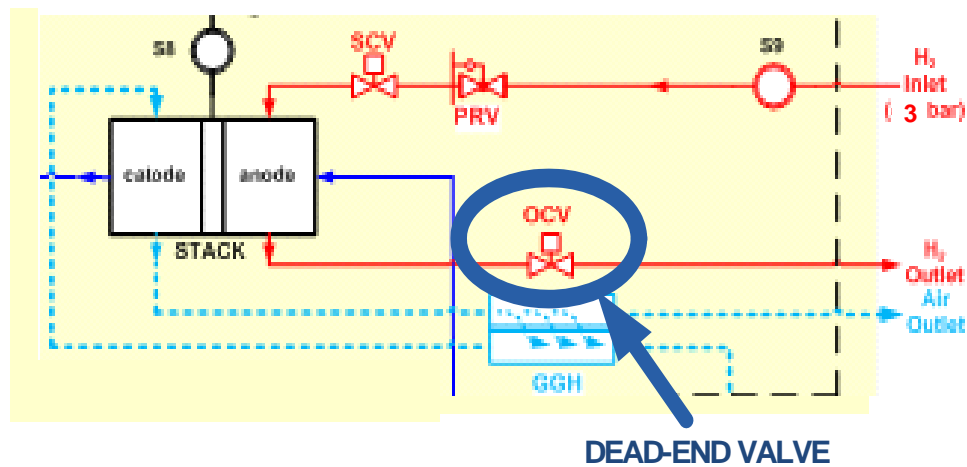 S8
SCV
S9
H₂
Inlet
( 3 bar)
PRV
catode
anode
OCV
STACK
H₂
Outlet
Air
Outlet
GGH
DEAD-END VALVE